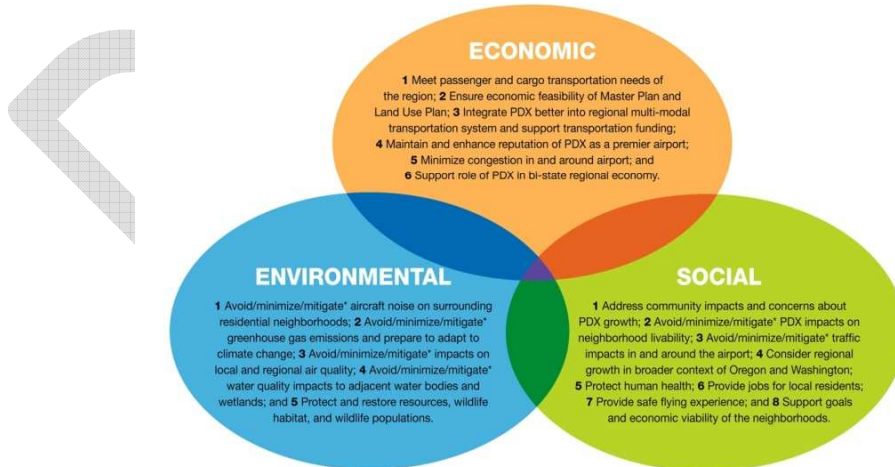 ECONOMIC
1 Meet passenger and cargo transportation needs of
the region; 2 Ensure economic feasibility of Master Plan and
Land Use Plan; 3 Integrate PDX better into regional multi-modal
transportation system and support transportation funding;
4 Maintain and enhance reputation of PDX as a premier airport;
5 Minimize congestion in and around airport; and
6 Support role of PDX in bi-state regional economy.
ENVIRONMENTAL
1 Avoid/minimize/mitigate* aircraft noise on surrounding
residential neighborhoods; 2 Avoid/minimize/mitigate*
greenhouse gas emissions and prepare to adapt to
climate change; 3 Avoid/minimize/mitigate* impacts on
local and regional air quality; 4 Avoid/minimize/mitigate*
water quality impacts to adjacent water bodies and
wetlands; and 5 Protect and restore resources, wildlife
habitat, and wildlife populations.
SOCIAL
1 Address community impacts and concerns about
PDX growth; 2 Avoid/minimize/mitigate* PDX impacts on
neighborhood livability; 3 Avoid/minimize/mitigate* traffic
impacts in and around the airport; 4 Consider regional
growth in broader context of Oregon and Washington;
5 Protect human health; 6 Provide jobs for local residents;
7 Provide safe flying experience; and 8 Support goals
and economic viability of the neighborhoods.